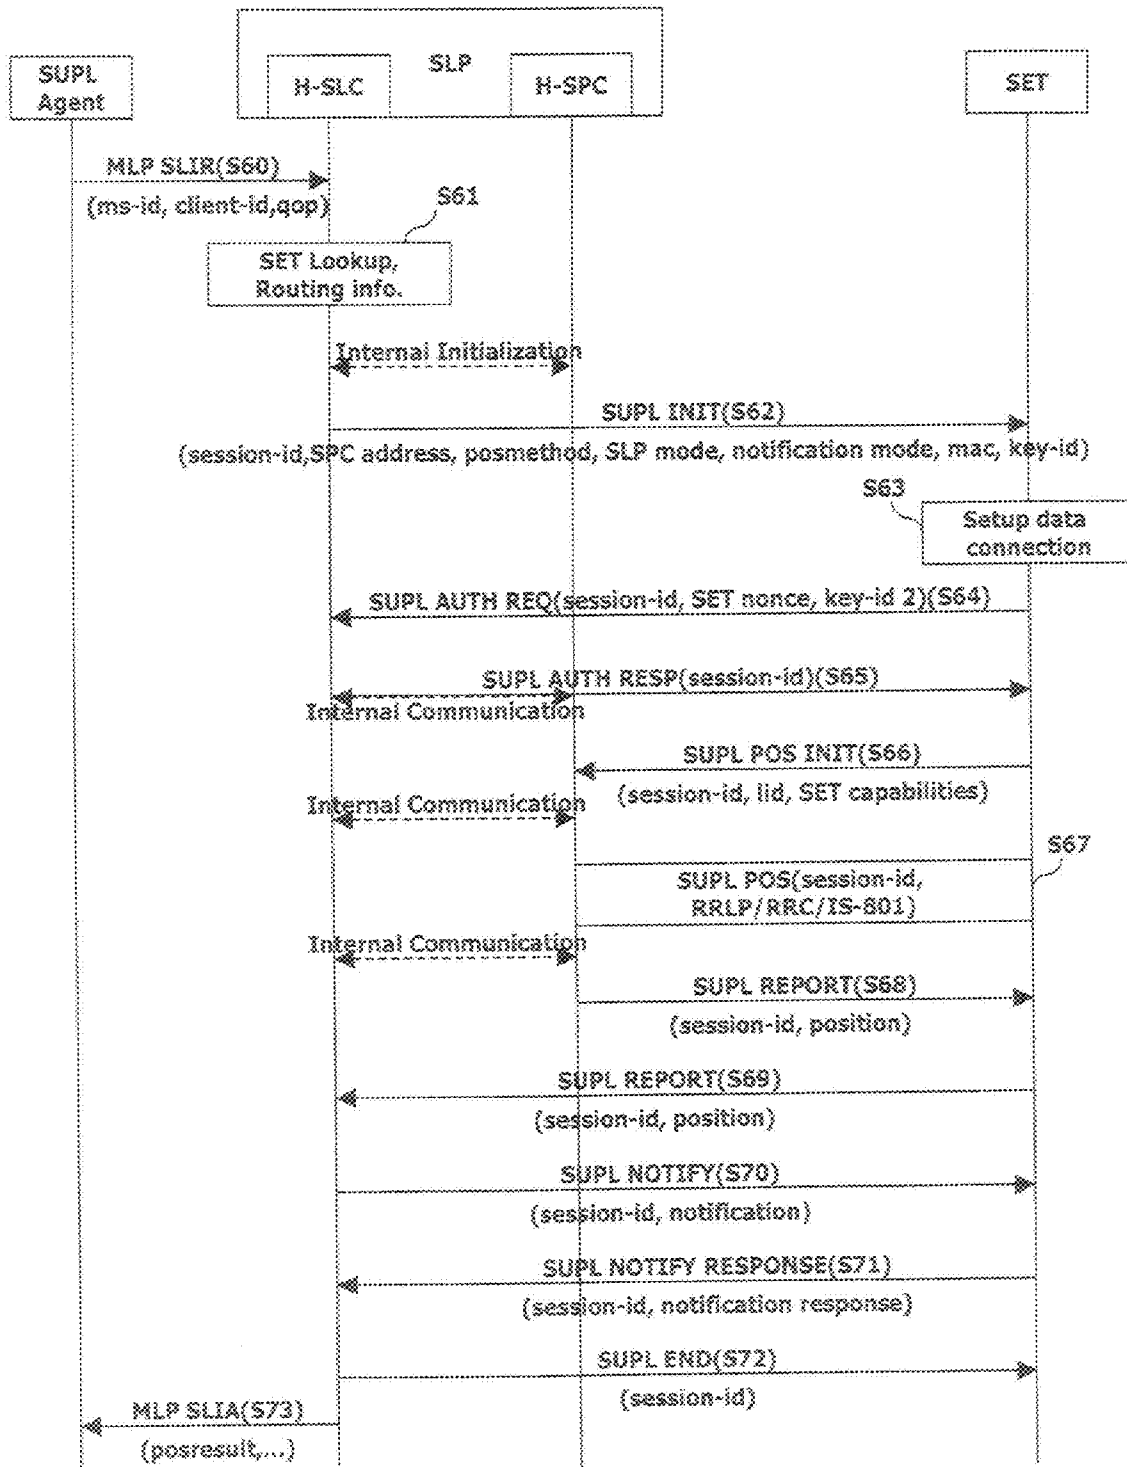 SLP
SUPL
Agent
H-SLC
H-SPC
SET
MLP SLIR(S60)
(ms-id, client-id,qop)
S61
SET Lookup,
Routing info.
Internal Initialization
SUPL INIT(S62)
(session-id,SPC address, posmethod, SLP mode, notification mode, mac, key-id)
S63
Setup data
connection
SUPL AUTH REQ(session-id, SET nonce, key-id 2)(S64)
SUPL AUTH RESP(session-id)(S65)
Internal Communication
SUPL POS INIT(S66)
(session-id, lid, SET capabilities)
Internal Communication
S67
SUPL POS(session-id,
RRLP/RRC/IS-801)
Internal Communication
SUPL REPORT(S68)
(session-id, position)
SUPL REPORT(S69)
(session-id, position)
SUPL NOTIFY(S70)
(session-id, notification)
SUPL NOTIFY RESPONSE(S71)
(session-id, notification response)
SUPL END(S72)
(session-id)
MLP SLIA(S73)
(posresult,...)